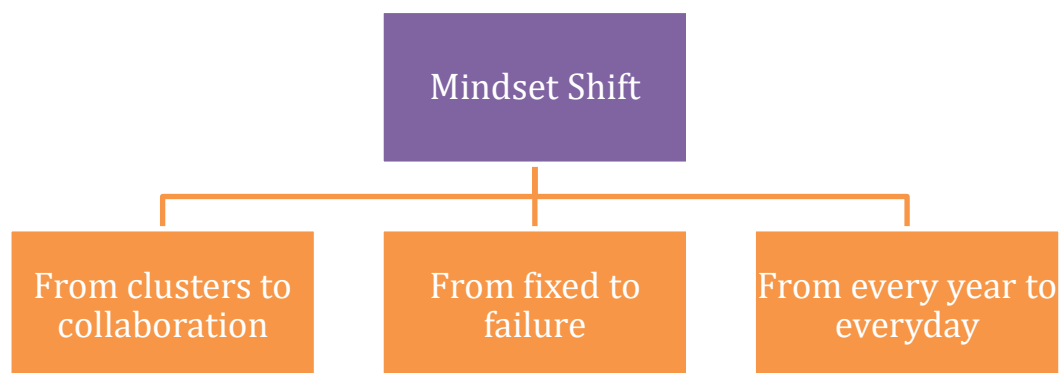 Mindset Shift
From clusters to
collaboration
From fixed to
failure
From every year to
everyday